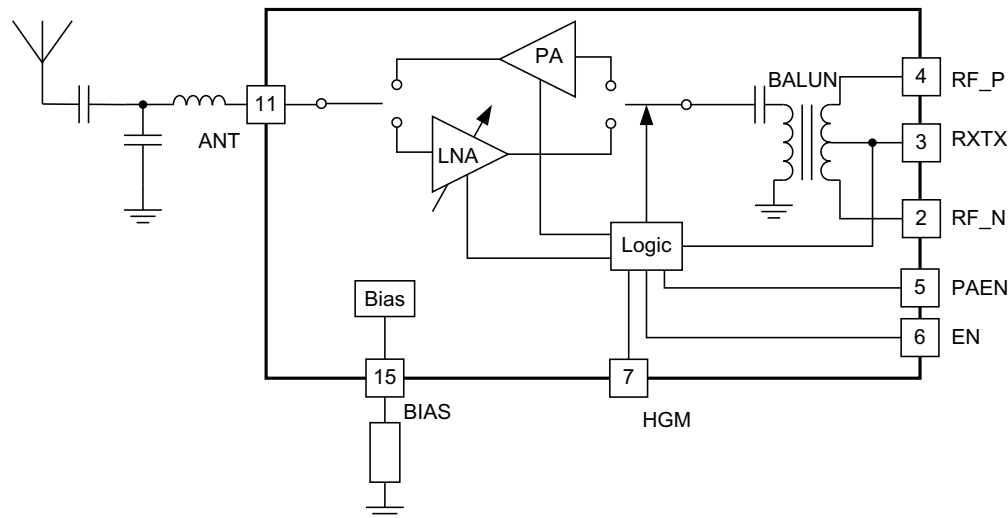 PA
BALUN
4 RF_P
11
ANT
LNA
3 RXTX
2 RF_N
Logic
Bias
5 PAEN
6 EN
15
BIAS
7
HGM